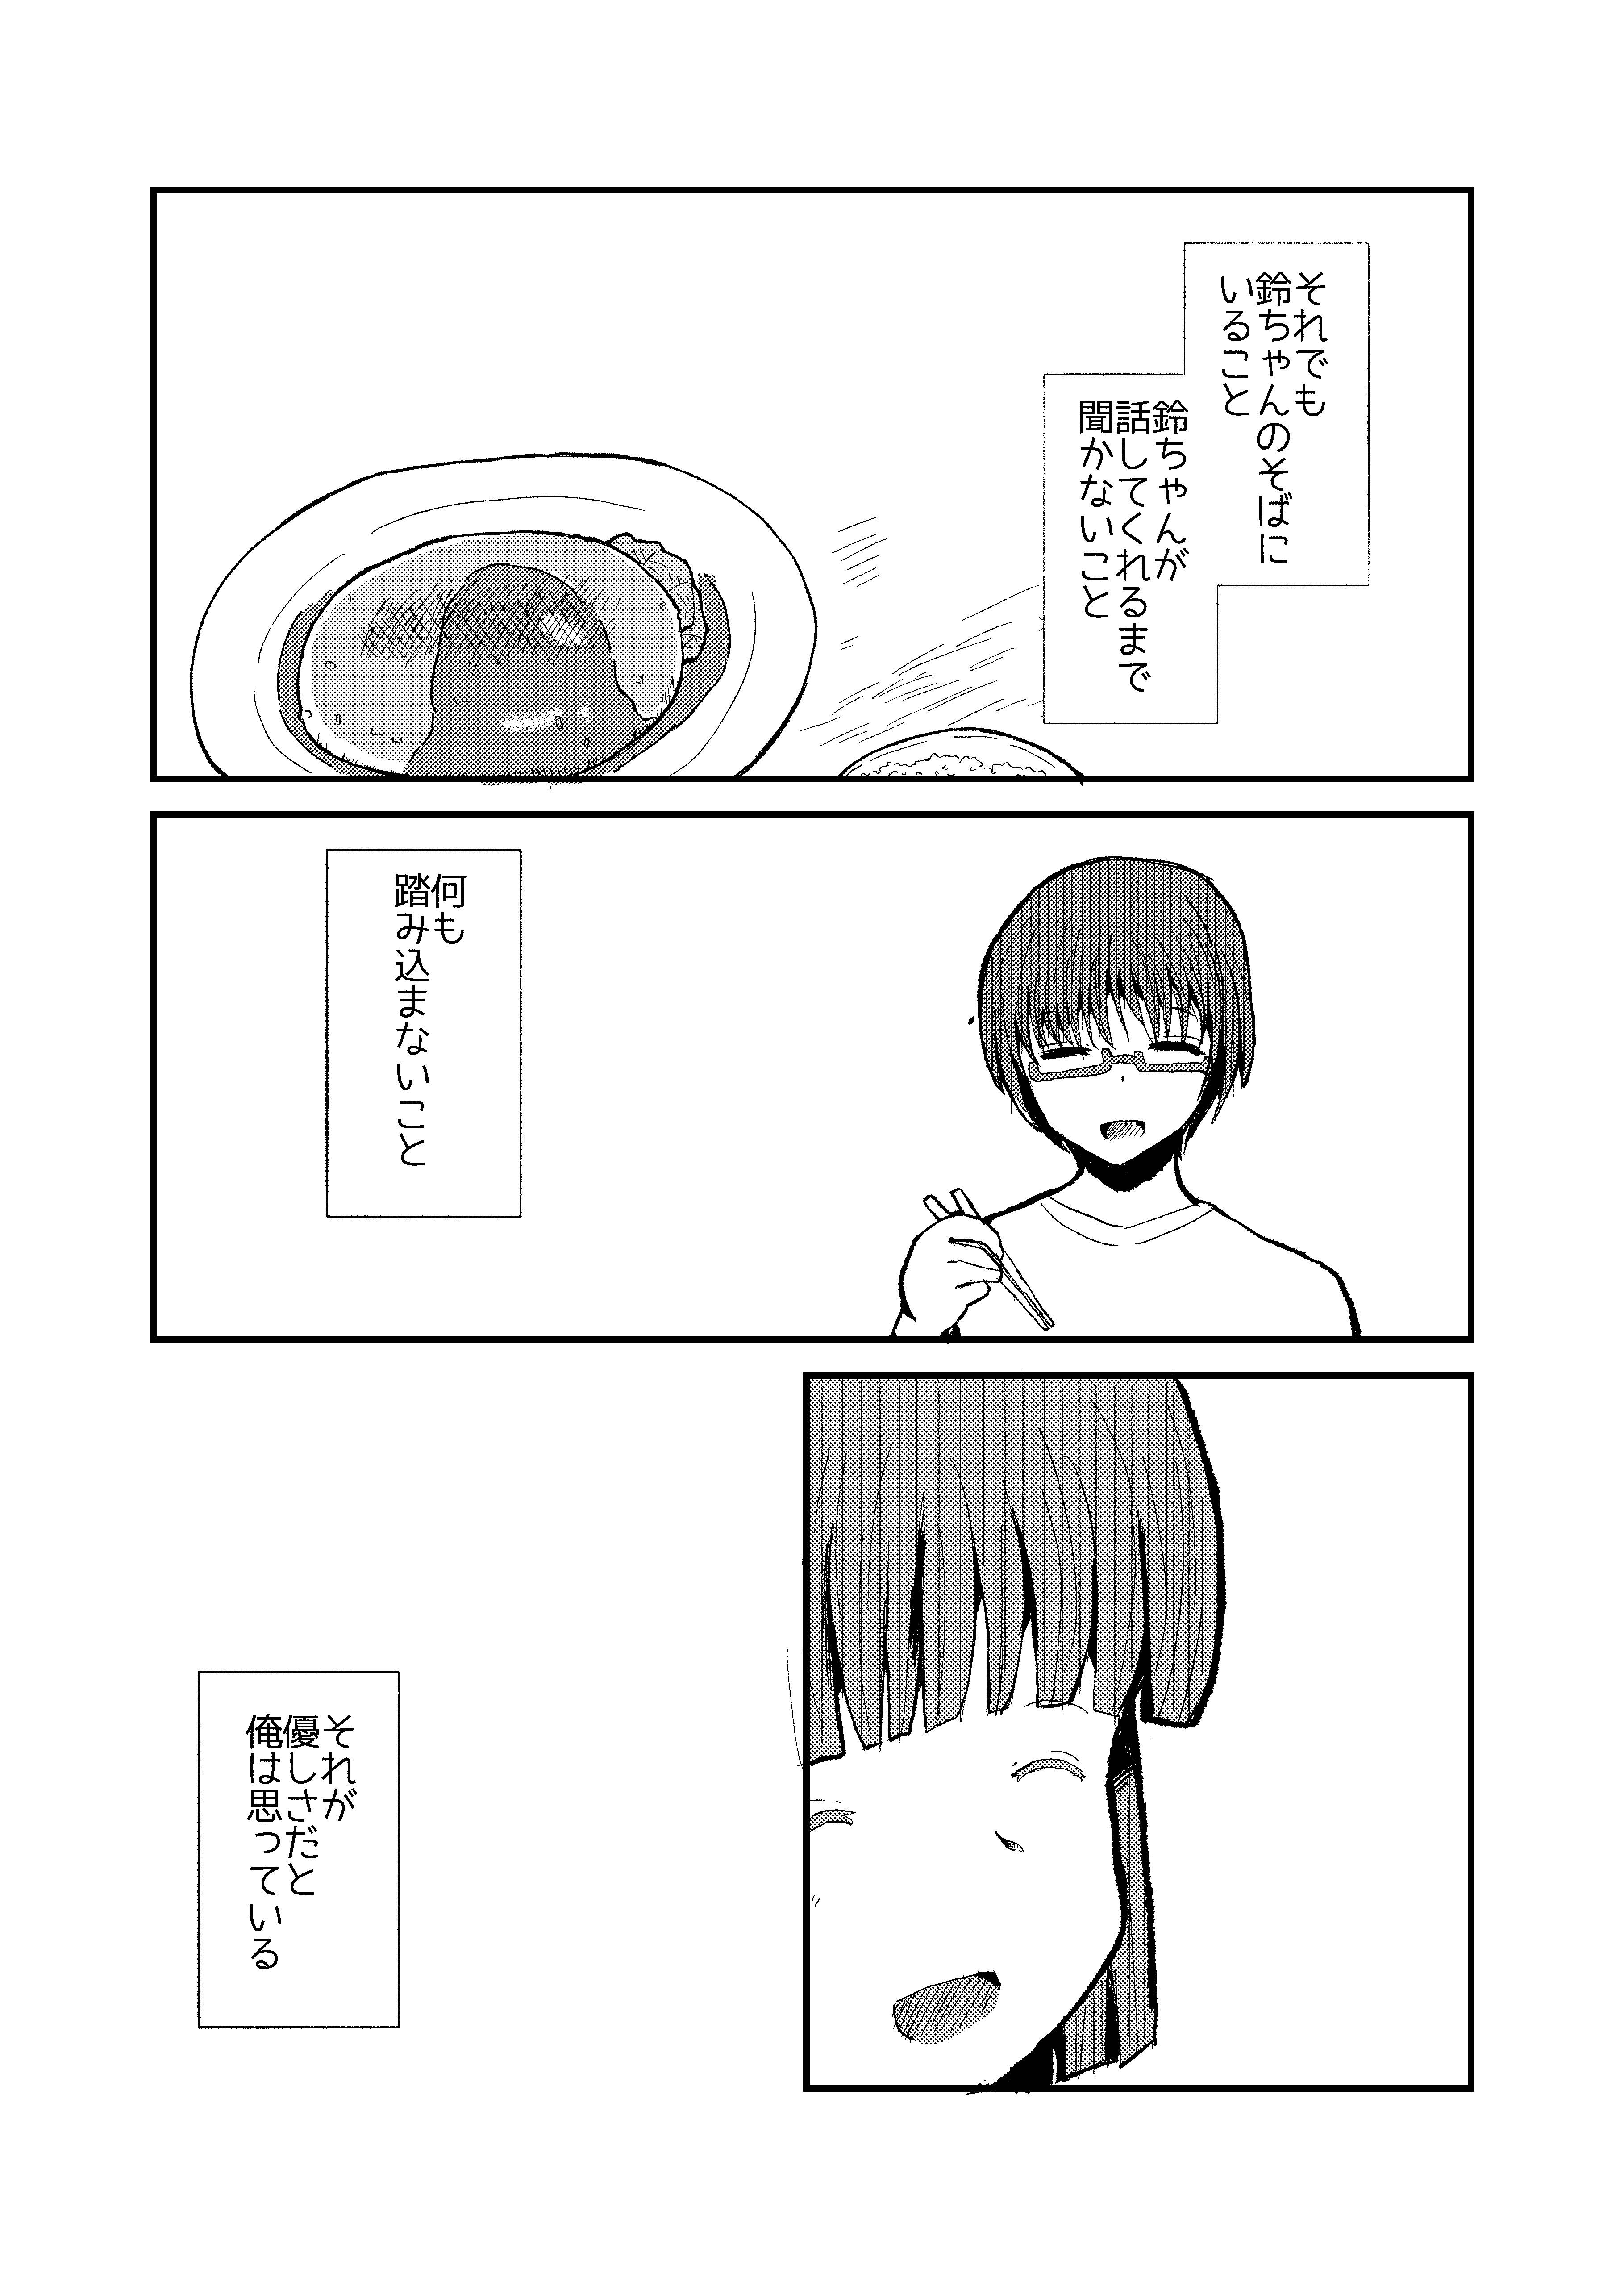 それでも
鈴ちゃんのそばに
いること
鈴ちゃんが
話してくれるまで
聞かないこと
何も
踏み込まないこと
それが
優しさだと
俺は思っている